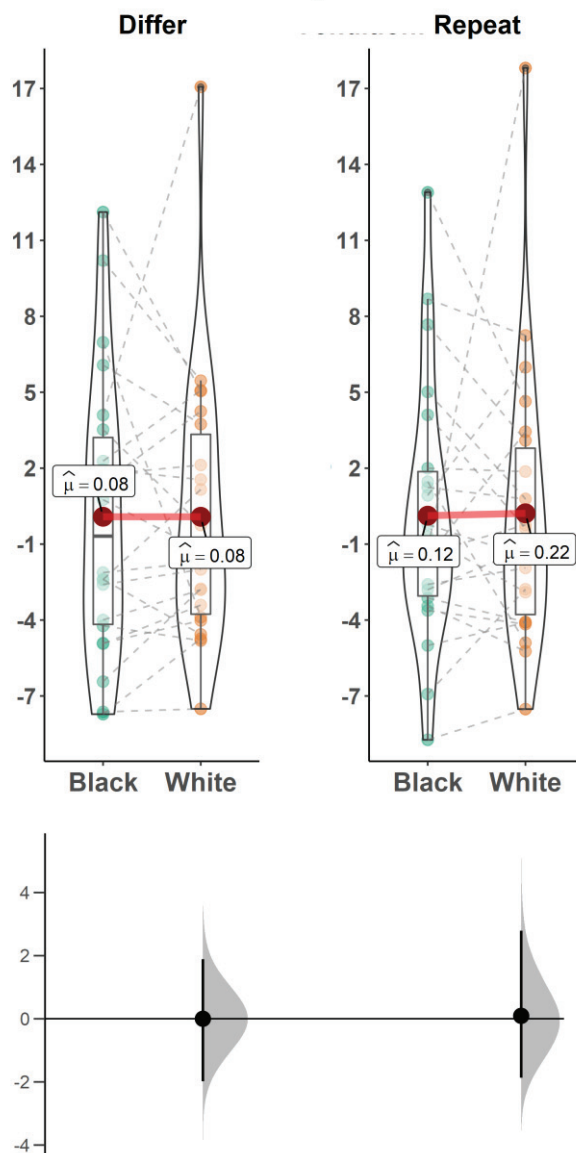 Differ
Repeat
17
14
11
8
5
2
-1
-4
-7
μ̂ = 0.08
μ̂ = 0.08
Black White
17
14
11
8
5
2
-1
-4
-7
μ̂ = 0.12
μ̂ = 0.22
Black White
4
2
0
-2
-4